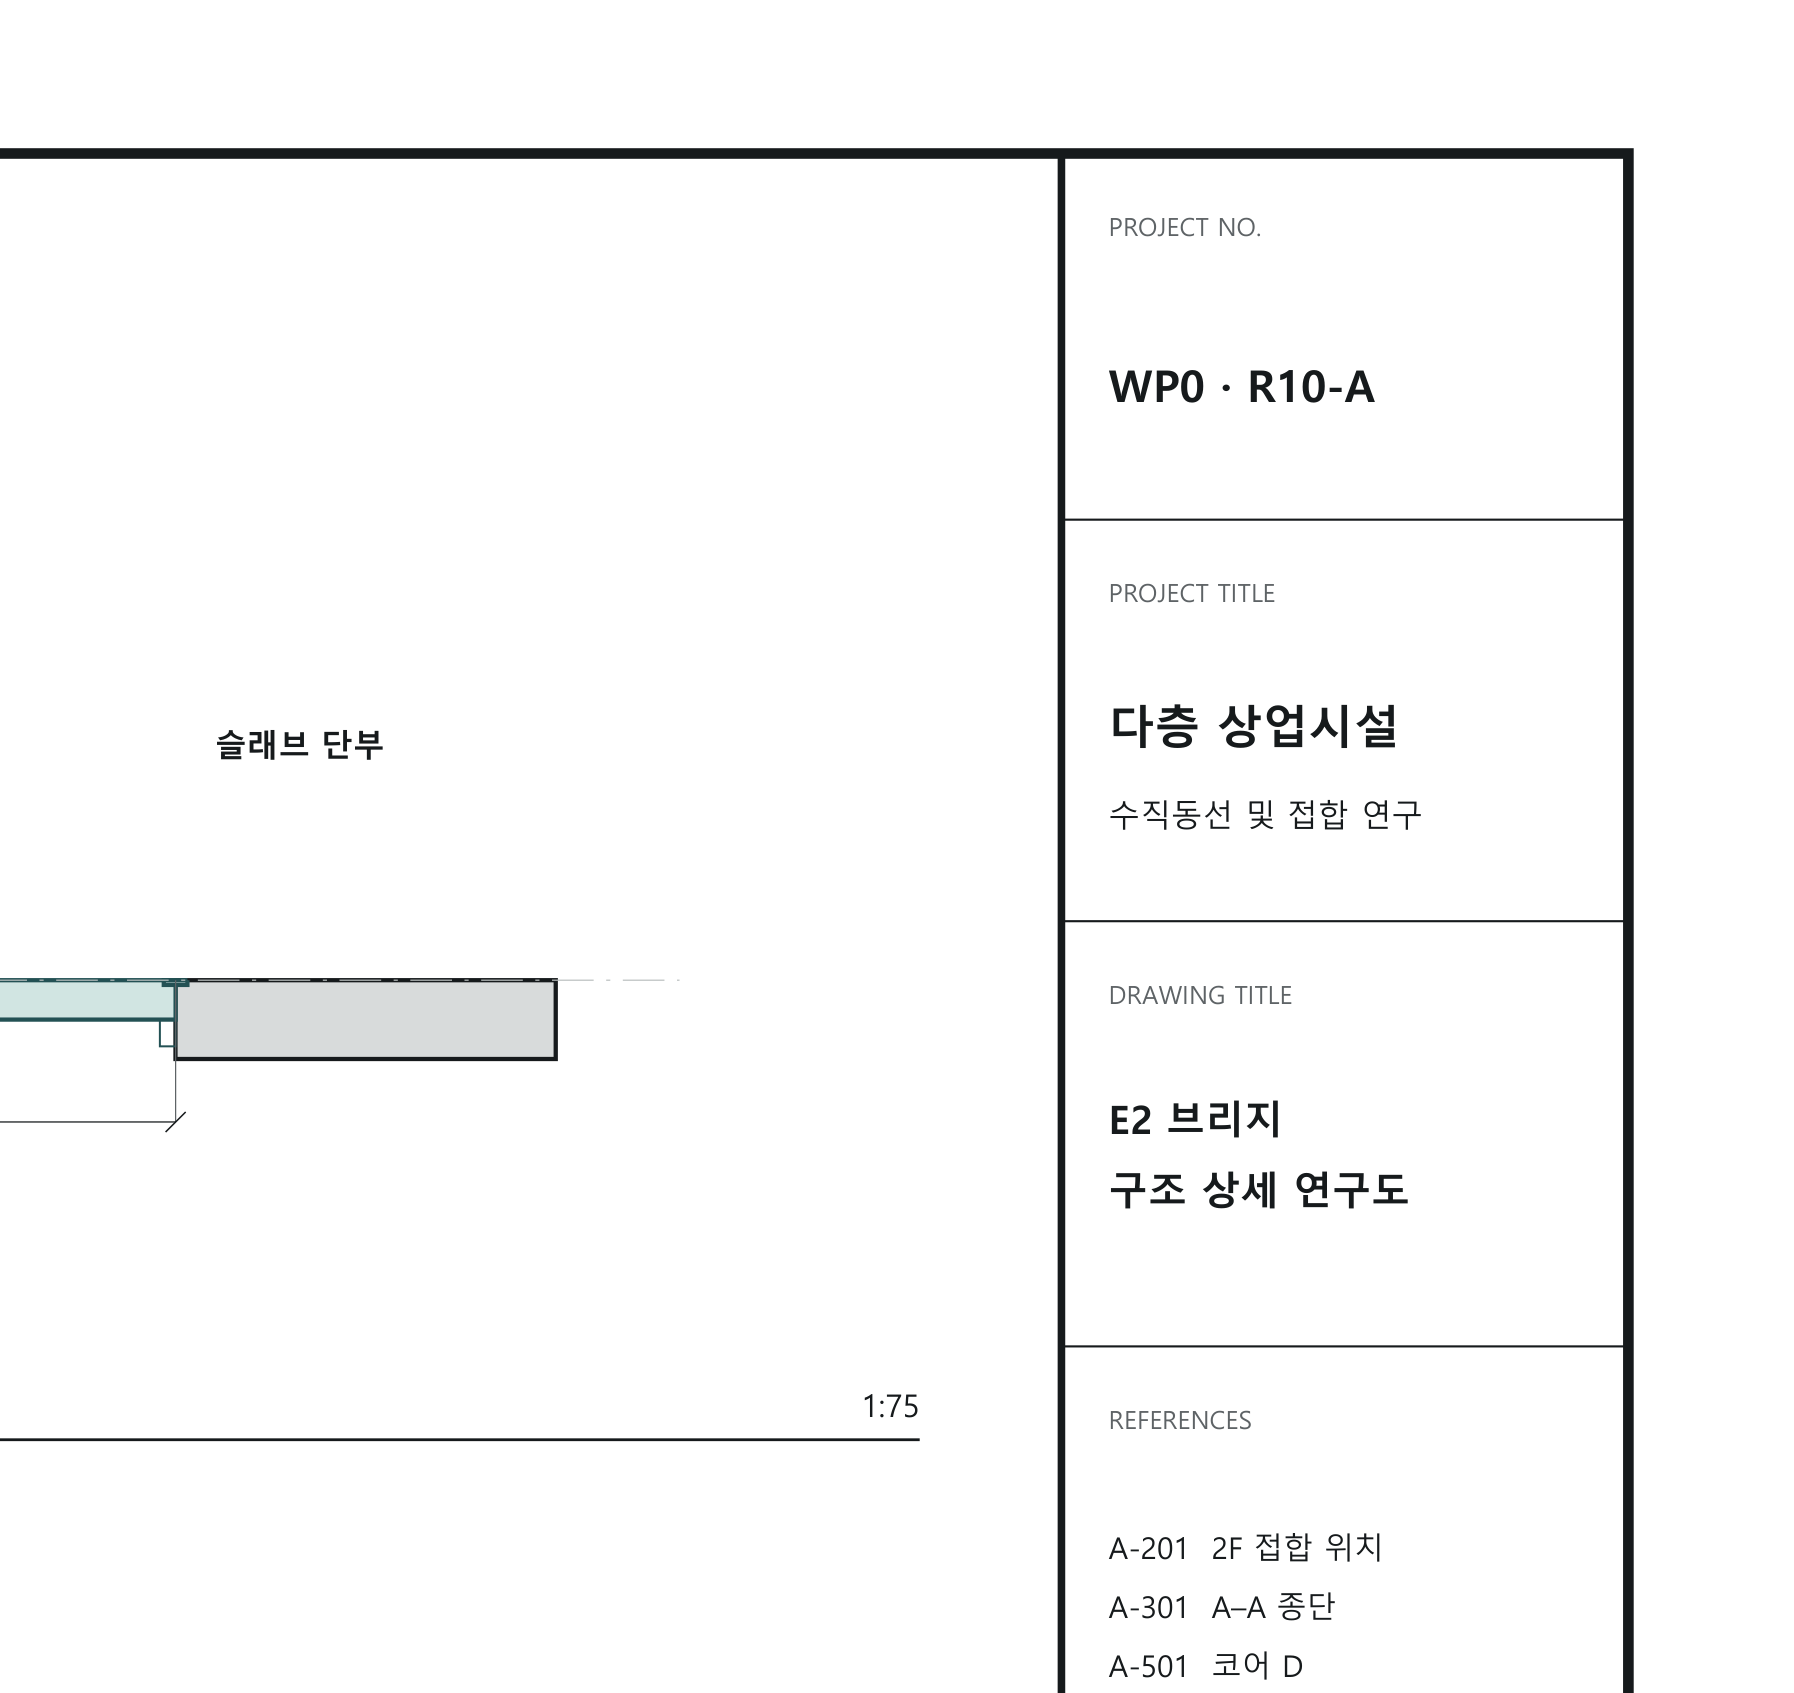 슬래브 단부
1:75
PROJECT NO.
WP0 · R10-A
PROJECT TITLE
다층 상업시설
수직동선 및 접합 연구
DRAWING TITLE
E2 브리지
구조 상세 연구도
REFERENCES
A-201 2F 접합 위치
A-301 A–A 종단
A-501 코어 D